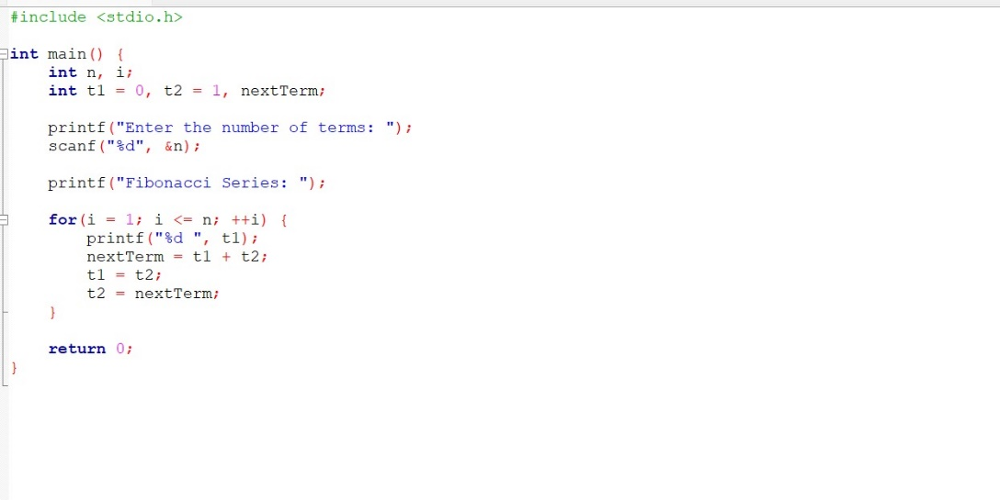 #include <stdio.h>
int main() {
    int n, i;
    int t1 = 0, t2 = 1, nextTerm;
    printf("Enter the number of terms: ");
    scanf("%d", &n);
    printf("Fibonacci Series: ");
    for(i = 1; i <= n; ++i) {
        printf("%d ", t1);
        nextTerm = t1 + t2;
        t1 = t2;
        t2 = nextTerm;
    }
    return 0;
}